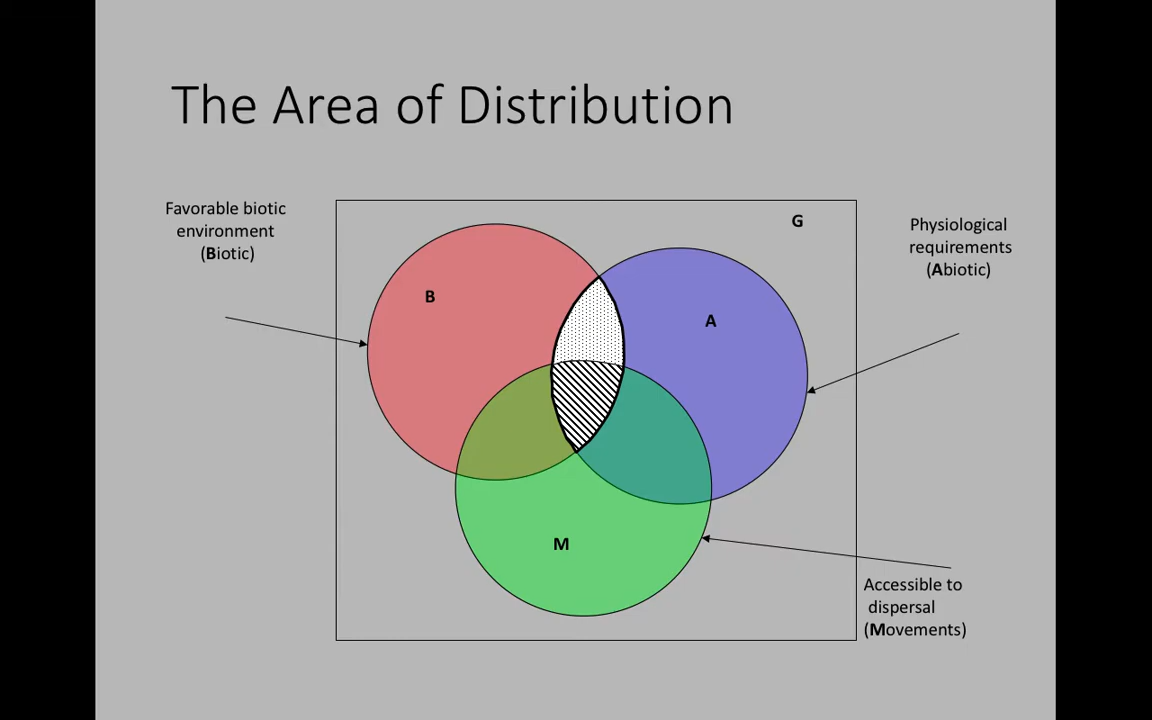 The Area of Distribution
Favorable biotic
environment
(Biotic)
G
Physiological
requirements
(Abiotic)
B
A
M
Accessible to
dispersal
(Movements)